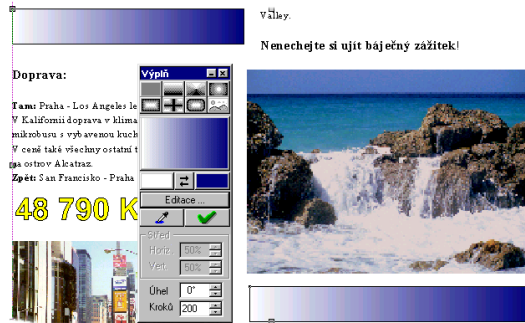 Valley.
Nenechejte si ujít báječný zážitek!
Doprava:
Tam: Praha - Los Angeles le
V Kalifornii doprava v klima
mikrobusu s vybavenou kuch
V ceně také všechny ostatní t
na ostrov Alcatraz.
Zpět: San Francisko - Praha
48 790 K
Výplň
Editace ...
Střed
Horiz. 50%
Vert. 50%
Úhel 0°
Kroků 200